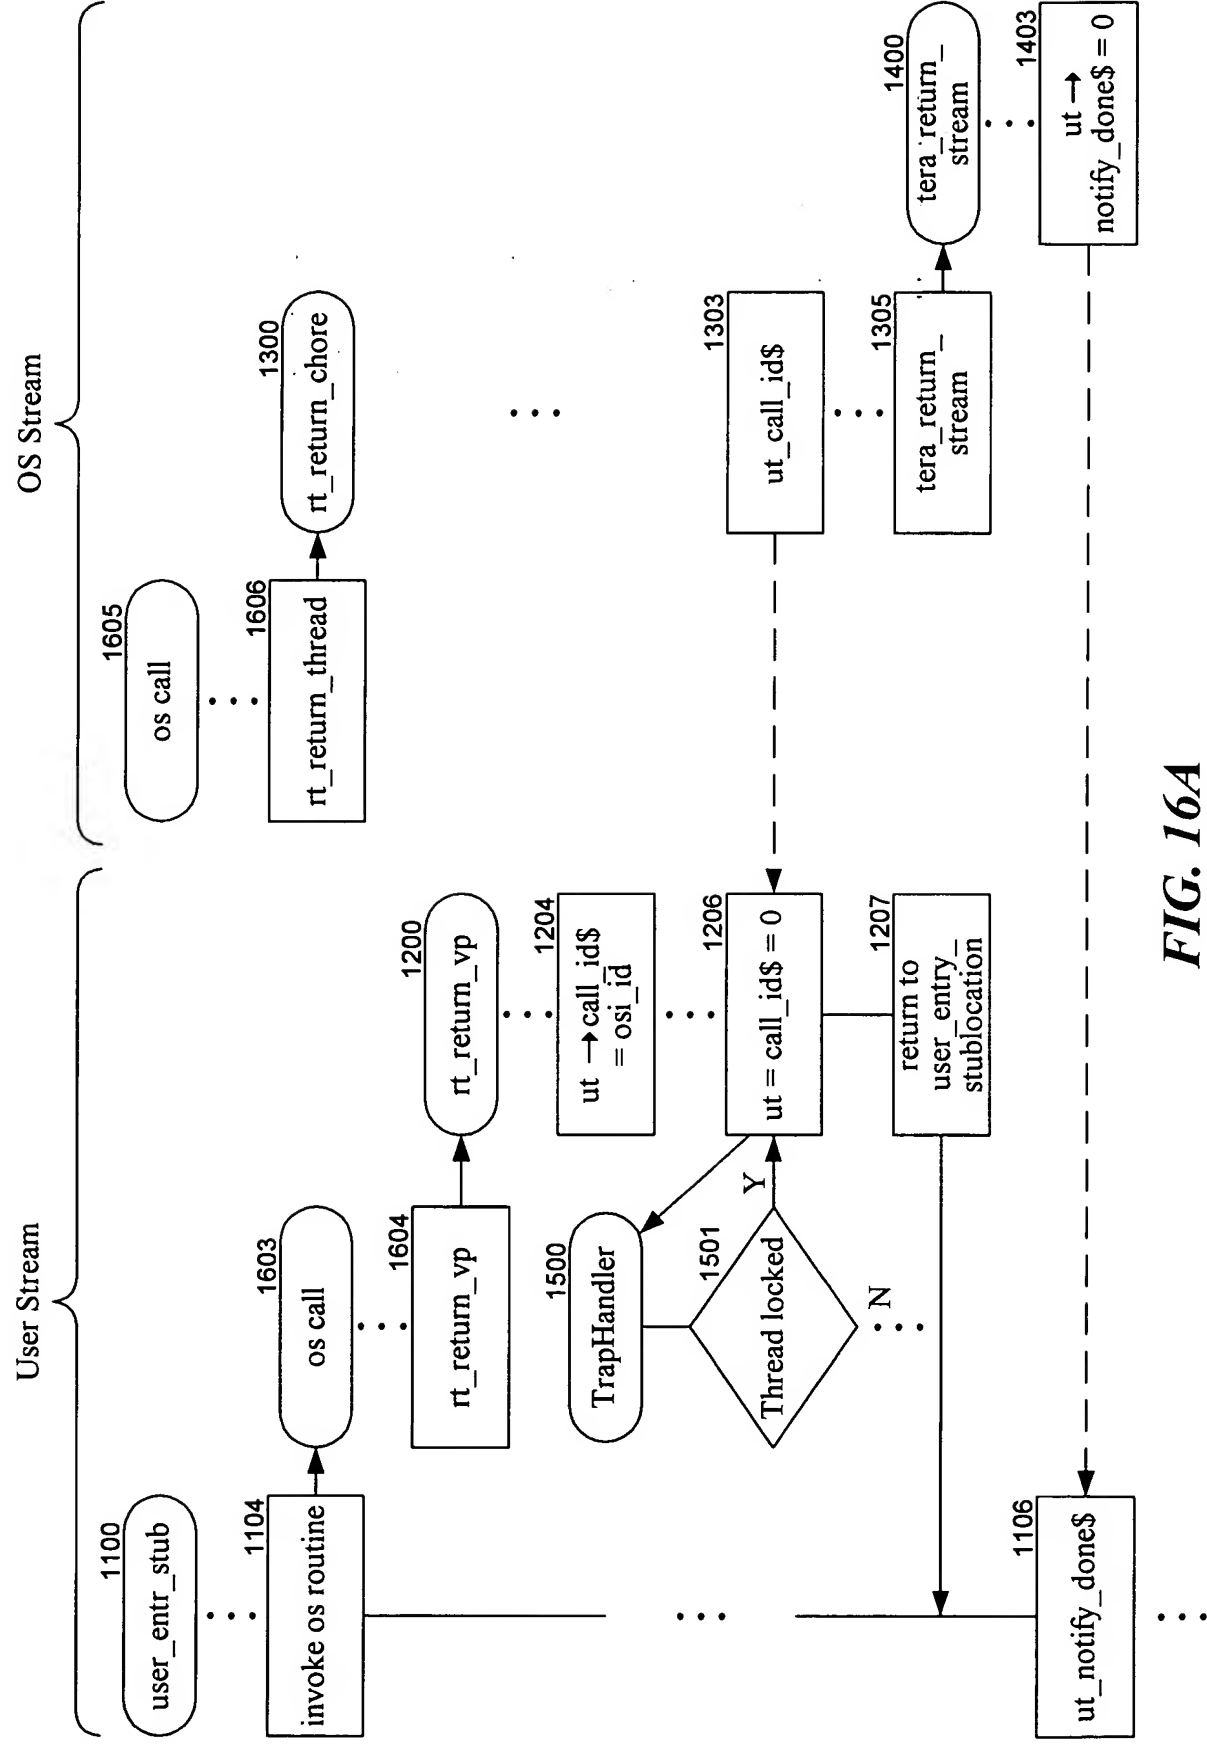 User Stream
OS Stream
1100
user_entr_stub
1104
invoke os routine
1603
os call
1604
rt_return_vp
1200
rt_return_vp
1204
ut →call_id$
= osi_id
1206
ut = call_id$ = 0
1207
return to
user_entry_
stublocation
1500
TrapHandler
1501
Thread locked
Y
N
1106
ut_notify_done$
1605
os call
1606
rt_return_thread
1300
rt_return_chore
1303
ut_call_id$
1305
tera_return_
stream
1400
tera_return_
stream
1403
ut →
notify_done$ = 0
FIG. 16A